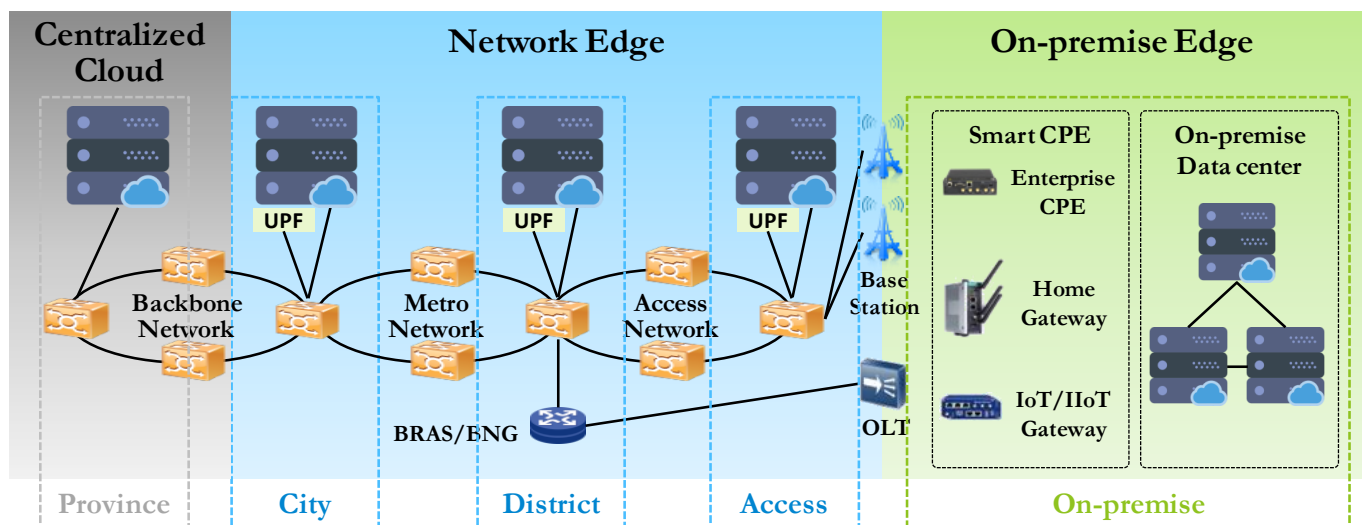 Centralized
Cloud
Network Edge
On-premise Edge
UPF
UPF
UPF
Backbone
Network
Metro
Network
Access
Network
Base
Station
BRAS/BNG
OLT
Smart CPE
Enterprise
CPE
Home
Gateway
IoT/IIoT
Gateway
On-premise
Data center
Province
City
District
Access
On-premise